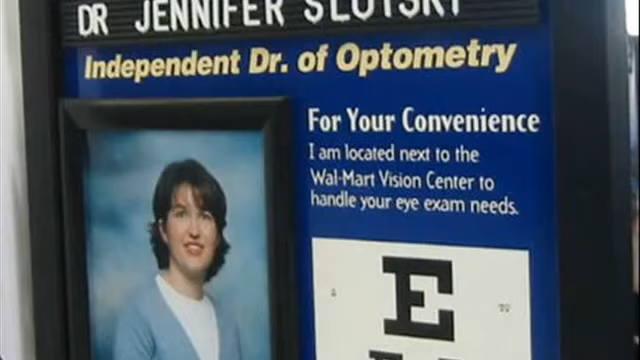 DR JENNIFER SLUTSKY
Independent Dr. of Optometry
For Your Convenience
I am located next to the
Wal-Mart Vision Center to
handle your eye exam needs.
E